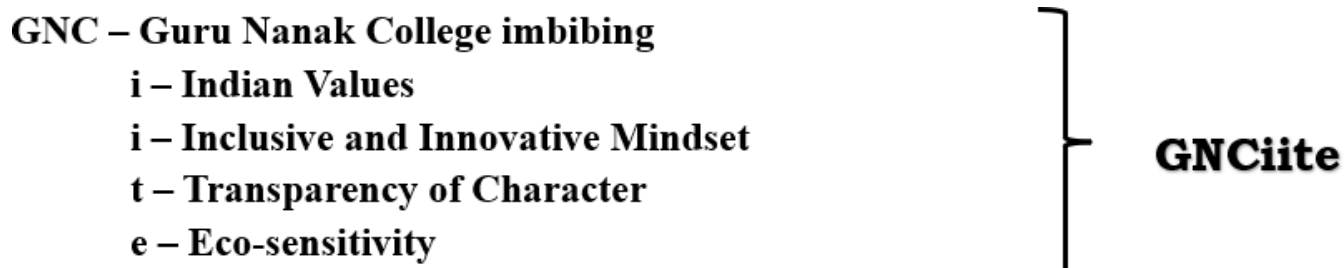 GNC – Guru Nanak College imbibing
i – Indian Values
i – Inclusive and Innovative Mindset
t – Transparency of Character
e – Eco-sensitivity
GNCiite